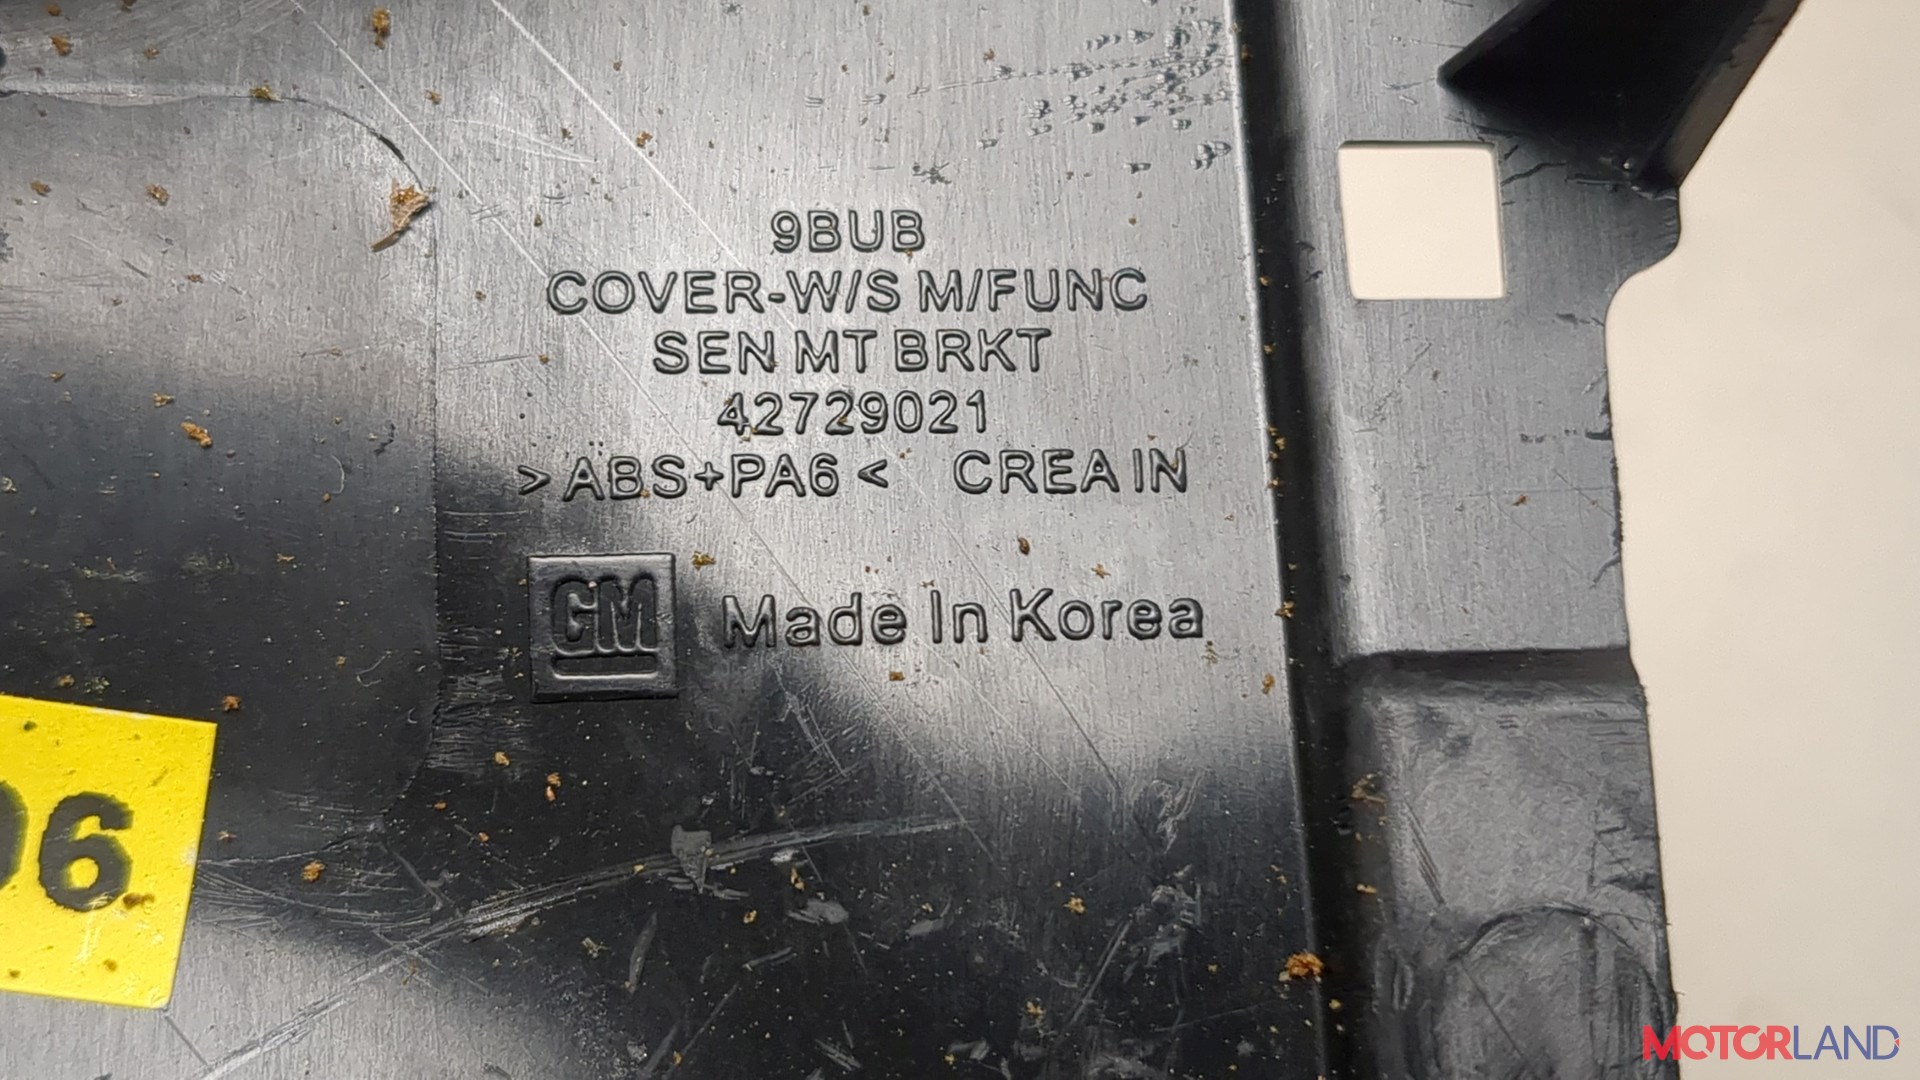 9BUB
COVER-W/S M/FUNC
SEN MT BRKT
42729021
>ABS+PA6< CREA IN
GM Made In Korea
06
MOTORLAND